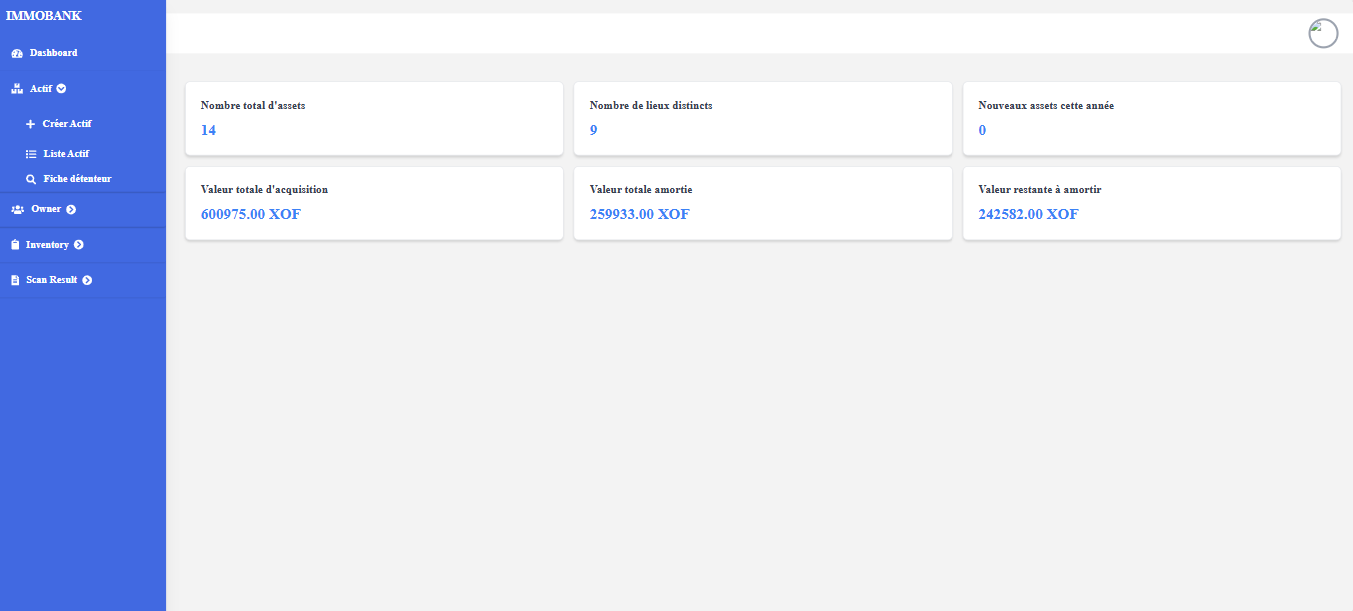 IMMOBANK
Dashboard
Actif
Créer Actif
Liste Actif
Fiche détenteur
Owner
Inventory
Scan Result
Nombre total d'assets
14
Nombre de lieux distincts
9
Nouveaux assets cette année
0
Valeur totale d'acquisition
600975.00 XOF
Valeur totale amortie
259933.00 XOF
Valeur restante à amortir
242582.00 XOF